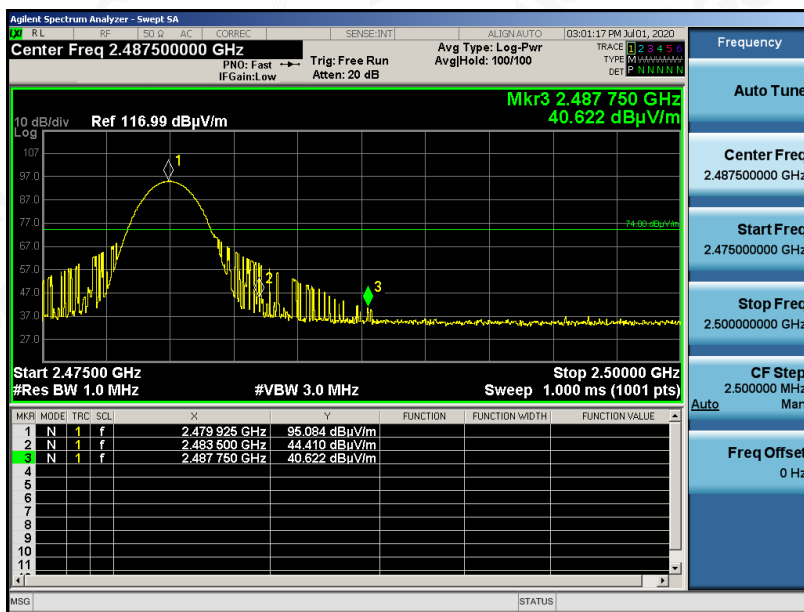 Agilent Spectrum Analyzer - Swept SA
LXI RL RF 50 Ω AC CORREC SENSE:INT ALIGN AUTO 03:01:17 PM Jul 01, 2020
Center Freq 2.487500000 GHz
PNO: Fast
IFGain:Low
Trig: Free Run
Atten: 20 dB
Avg Type: Log-Pwr
Avg|Hold: 100/100
TRACE 1 2 3 4 5 6
TYPE M
DET P N N N N N
Mkr3 2.487 750 GHz
40.622 dBµV/m
10 dB/div Ref 116.99 dBµV/m
Log
107
97.0
87.0
77.0
67.0
57.0
47.0
37.0
27.0
1
2
3
74.00 dBµV/m
Start 2.47500 GHz Stop 2.50000 GHz
#Res BW 1.0 MHz #VBW 3.0 MHz Sweep 1.000 ms (1001 pts)
MKR MODE TRC SCL X Y FUNCTION FUNCTION WIDTH FUNCTION VALUE
1 N 1 f 2.479 925 GHz 95.084 dBµV/m
2 N 1 f 2.483 500 GHz 44.410 dBµV/m
3 N 1 f 2.487 750 GHz 40.622 dBµV/m
4
5
6
7
8
9
10
11
MSG STATUS
Frequency
Auto Tune
Center Freq
2.487500000 GHz
Start Freq
2.475000000 GHz
Stop Freq
2.500000000 GHz
CF Step
2.500000 MHz
Auto Man
Freq Offset
0 Hz